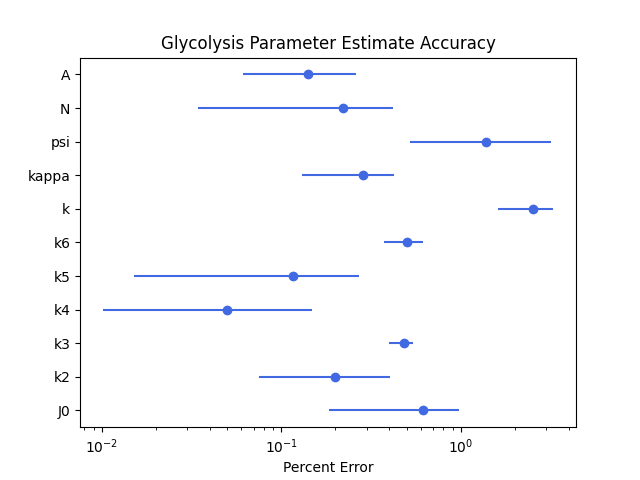 Glycolysis Parameter Estimate Accuracy
A
N
psi
kappa
k
k6
k5
k4
k3
k2
J0
10⁻² 10⁻¹ 10⁰
Percent Error